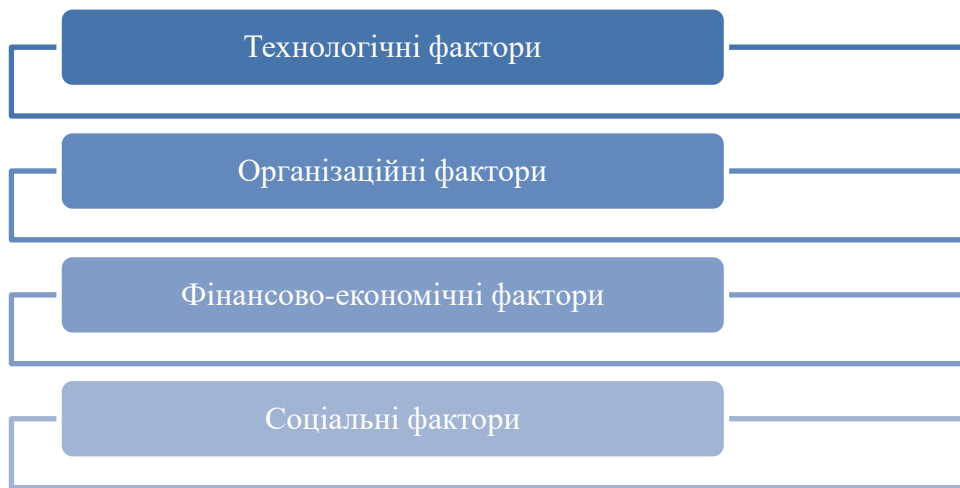 Технологічні фактори
Організаційні фактори
Фінансово-економічні фактори
Соціальні фактори